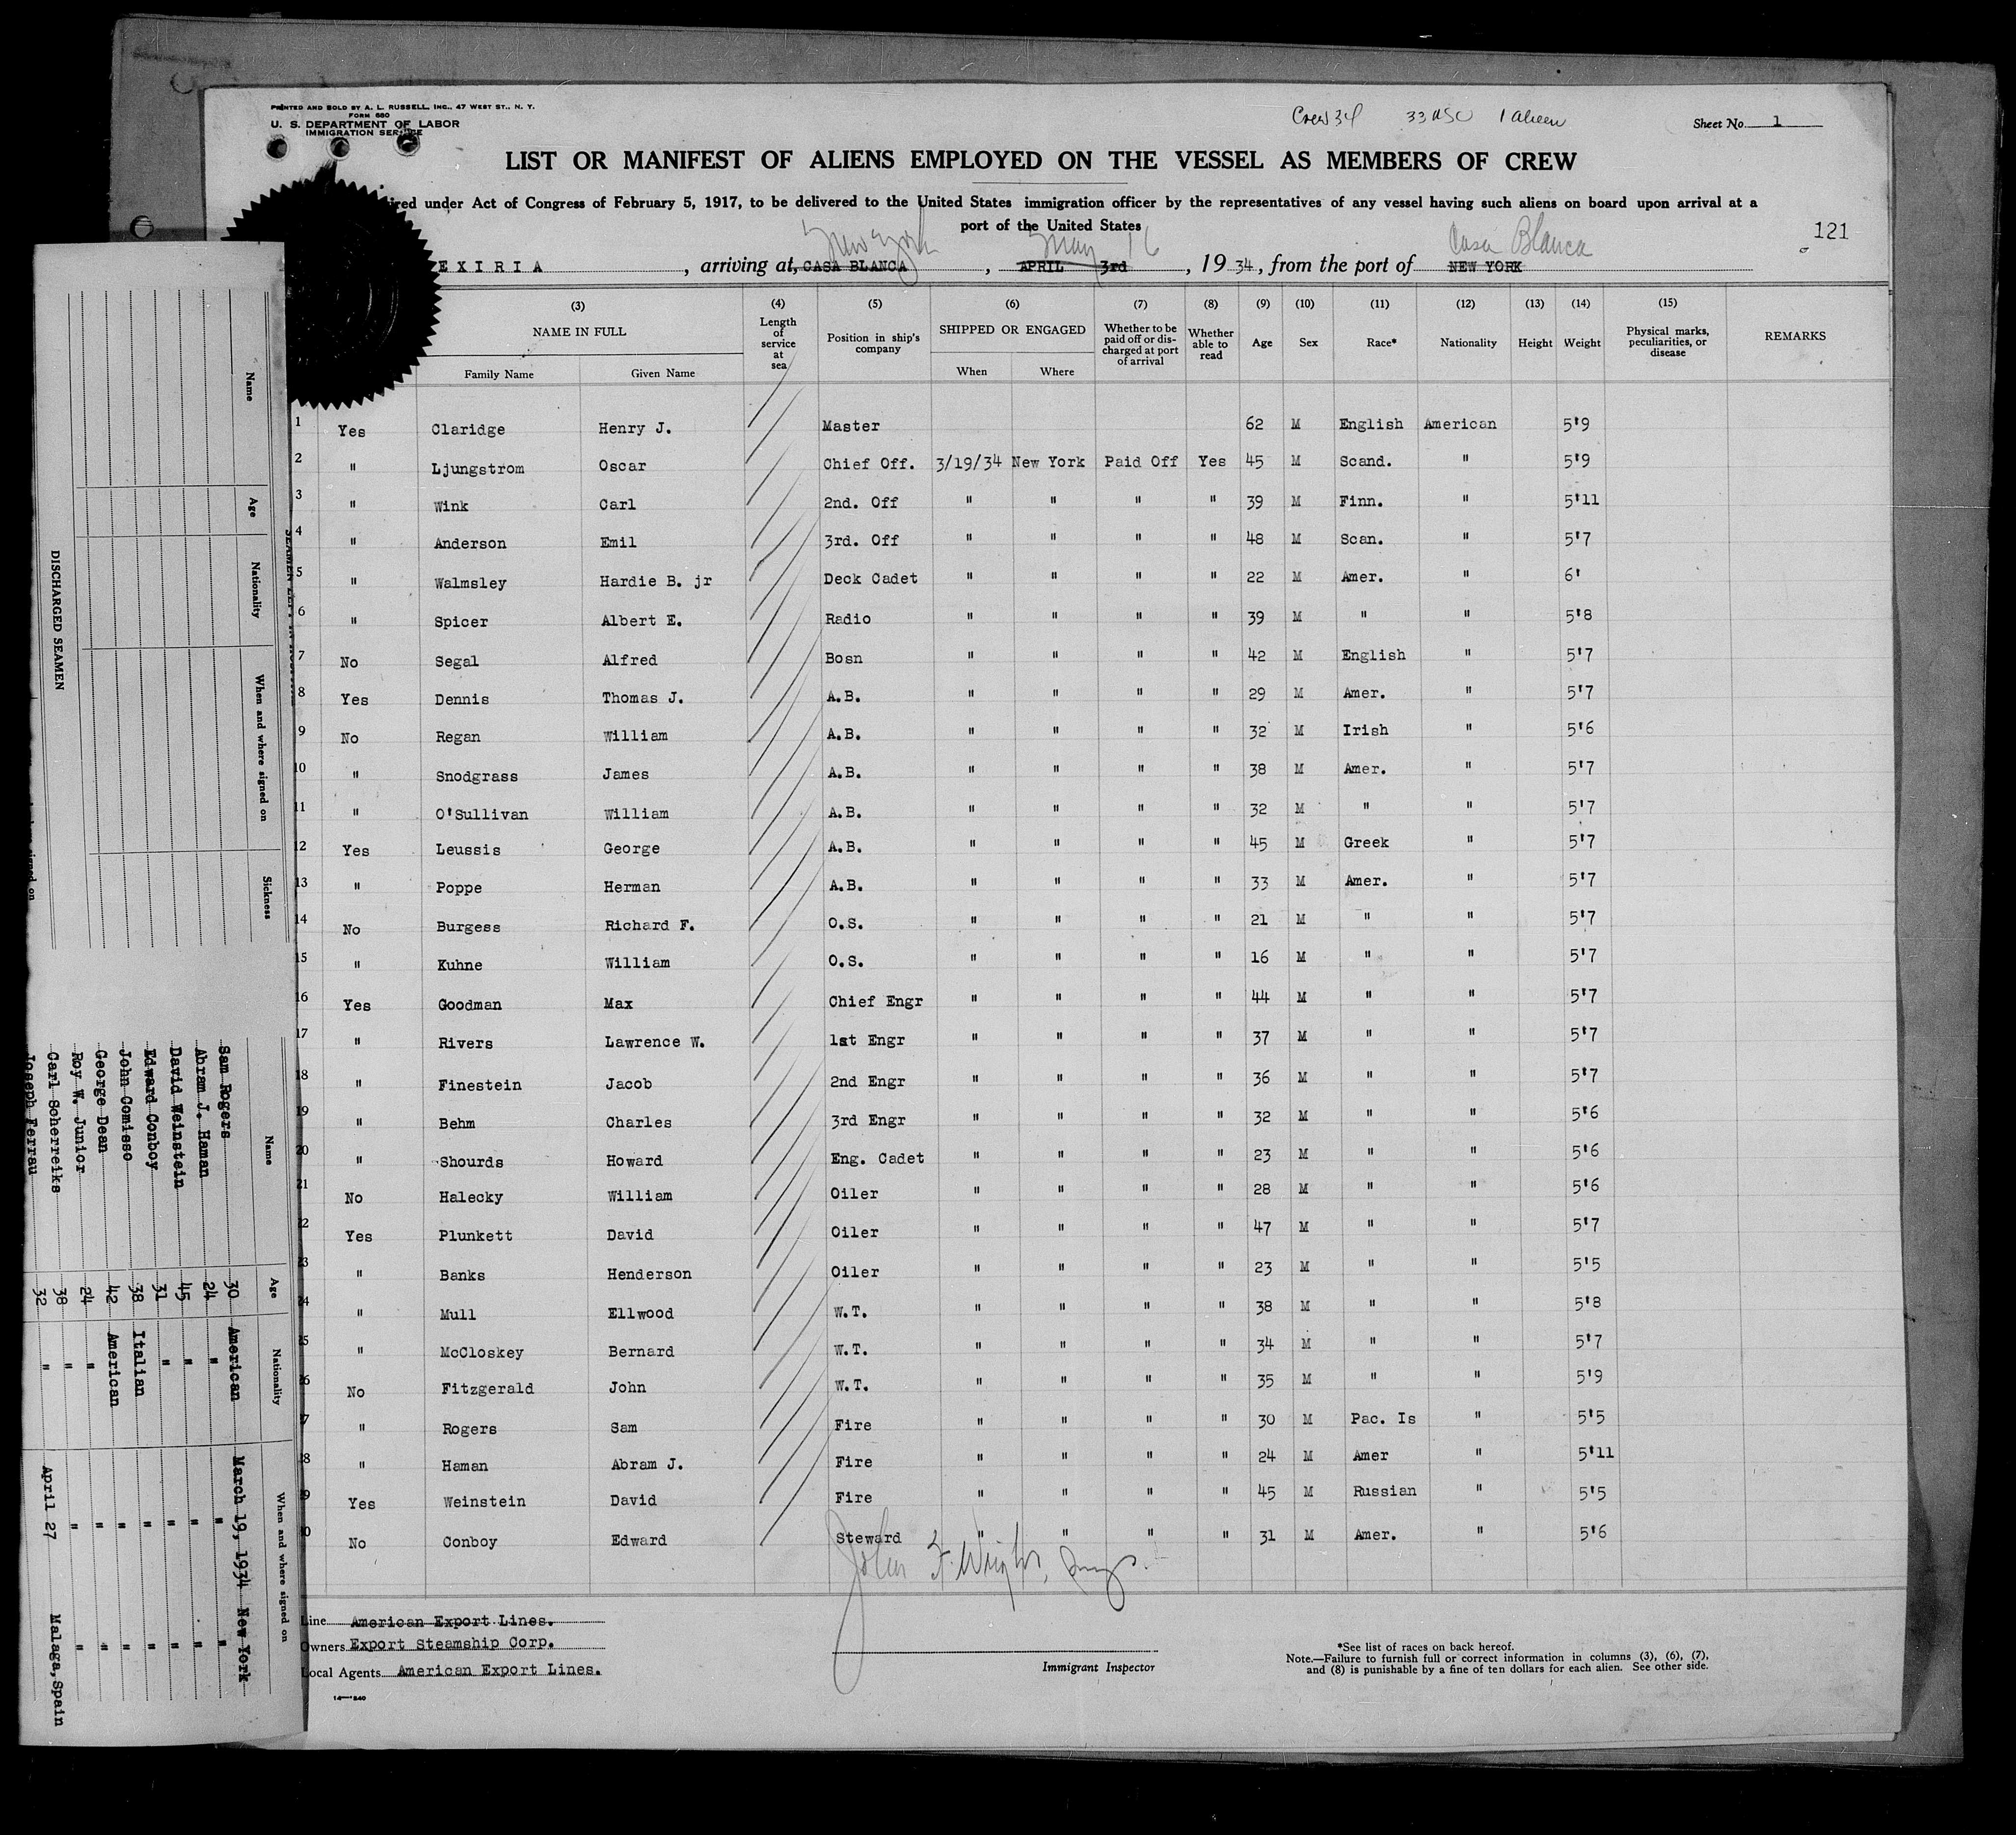 PRINTED AND SOLD BY A. L. RUSSELL, INC., 47 WEST ST., N. Y.
FORM 680
U. S. DEPARTMENT OF LABOR
IMMIGRATION SERVICE
Crew 34 33 USC 1 alien
Sheet No. 1
LIST OR MANIFEST OF ALIENS EMPLOYED ON THE VESSEL AS MEMBERS OF CREW
ired under Act of Congress of February 5, 1917, to be delivered to the United States immigration officer by the representatives of any vessel having such aliens on board upon arrival at a
port of the United States
121
New York May 16 Casa Blanca
EXIRIA, arriving at, CASA BLANCA, APRIL 3rd, 1934, from the port of NEW YORK
(3) (4) (5) (6) (7) (8) (9) (10) (11) (12) (13) (14) (15)
NAME IN FULL Length of service at sea Position in ship's company SHIPPED OR ENGAGED Whether to be paid off or discharged at port of arrival Whether able to read Age Sex Race* Nationality Height Weight Physical marks, peculiarities, or disease REMARKS
Family Name Given Name When Where
1 Yes Claridge Henry J. Master 62 M English American 5'9
2 " Ljungstrom Oscar Chief Off. 3/19/34 New York Paid Off Yes 45 M Scand. " 5'9
3 " Wink Carl 2nd. Off " " " " 39 M Finn. " 5'11
4 " Anderson Emil 3rd. Off " " " " 48 M Scan. " 5'7
5 " Walmsley Hardie B. jr Deck Cadet " " " " 22 M Amer. " 6'
6 " Spicer Albert E. Radio " " " " 39 M " " 5'8
7 No Segal Alfred Bosn " " " " 42 M English " 5'7
8 Yes Dennis Thomas J. A.B. " " " " 29 M Amer. " 5'7
9 No Regan William A.B. " " " " 32 M Irish " 5'6
10 " Snodgrass James A.B. " " " " 38 M Amer. " 5'7
11 " O'Sullivan William A.B. " " " " 32 M " " 5'7
12 Yes Leussis George A.B. " " " " 45 M Greek " 5'7
13 " Poppe Herman A.B. " " " " 33 M Amer. " 5'7
14 No Burgess Richard F. O.S. " " " " 21 M " " 5'7
15 " Kuhne William O.S. " " " " 16 M " " 5'7
16 Yes Goodman Max Chief Engr " " " " 44 M " " 5'7
17 " Rivers Lawrence W. 1st Engr " " " " 37 M " " 5'7
18 " Finestein Jacob 2nd Engr " " " " 36 M " " 5'7
19 " Behm Charles 3rd Engr " " " " 32 M " " 5'6
20 " Shourds Howard Eng. Cadet " " " " 23 M " " 5'6
21 No Halecky William Oiler " " " " 28 M " " 5'6
2 Yes Plunkett David Oiler " " " " 47 M " " 5'7
3 " Banks Henderson Oiler " " " " 23 M " " 5'5
4 " Mull Ellwood W.T. " " " " 38 M " " 5'8
5 " McCloskey Bernard W.T. " " " " 34 M " " 5'7
6 No Fitzgerald John W.T. " " " " 35 M " " 5'9
7 " Rogers Sam Fire " " " " 30 M Pac. Is " 5'5
8 " Haman Abram J. Fire " " " " 24 M Amer " 5'11
9 Yes Weinstein David Fire " " " " 45 M Russian " 5'5
0 No Conboy Edward Steward " " " " 31 M Amer. " 5'6
John F. Wright,
Line American Export Lines.
Owners Export Steamship Corp.
Local Agents American Export Lines.
Immigrant Inspector
*See list of races on back hereof.
Note.—Failure to furnish full or correct information in columns (3), (6), (7),
and (8) is punishable by a fine of ten dollars for each alien. See other side.
DISCHARGED SEAMEN
Name Age Nationality When and where signed on Sickness
Name Age Nationality When and where signed on
Sam Rogers 30 American March 19, 1934 New York
Abram J. Haman 24 " " "
David Weinstein 45 " " "
Edward Conboy 31 " " "
John Comisso 38 Italian " "
George Dean 42 American " "
Roy W. Junior 24 " " "
Carl Scherreiks 38 " " "
Joseph Ferrau 32 " April 27 Malaga, Spain